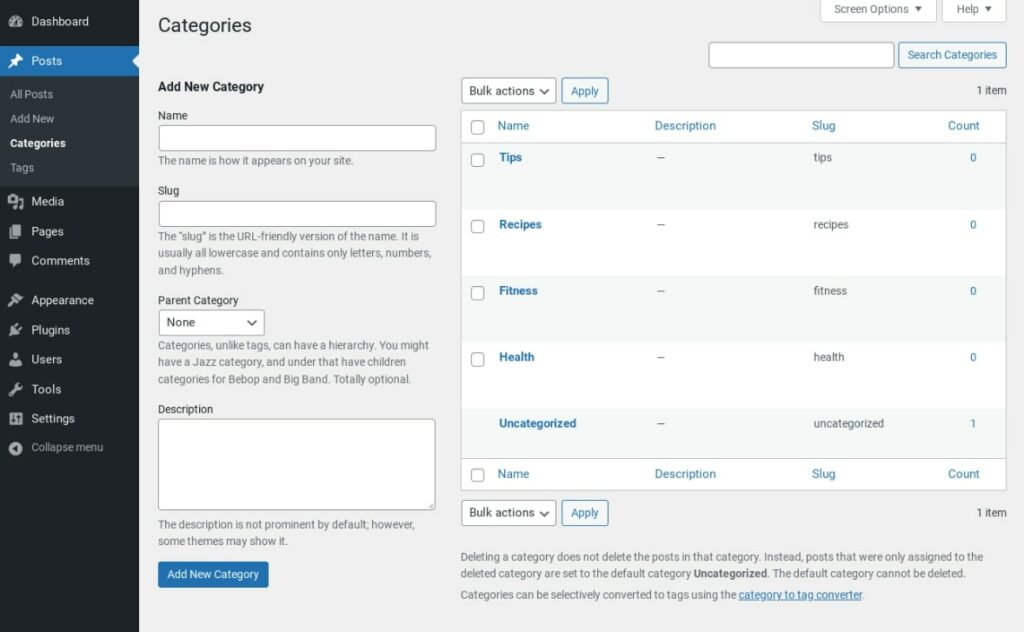 Dashboard
Posts
All Posts
Add New
Categories
Tags
Media
Pages
Comments
Appearance
Plugins
Users
Tools
Settings
Collapse menu
Categories
Screen Options
Help
Search Categories
Add New Category
Name
The name is how it appears on your site.
Slug
The “slug” is the URL-friendly version of the name. It is
usually all lowercase and contains only letters, numbers,
and hyphens.
Parent Category
None
Categories, unlike tags, can have a hierarchy. You might
have a Jazz category, and under that have children
categories for Bebop and Big Band. Totally optional.
Description
The description is not prominent by default; however,
some themes may show it.
Add New Category
Bulk actions Apply 1 item
Name Description Slug Count
Tips — tips 0
Recipes — recipes 0
Fitness — fitness 0
Health — health 0
Uncategorized — uncategorized 1
Name Description Slug Count
Bulk actions Apply 1 item
Deleting a category does not delete the posts in that category. Instead, posts that were only assigned to the
deleted category are set to the default category Uncategorized. The default category cannot be deleted.
Categories can be selectively converted to tags using the category to tag converter.